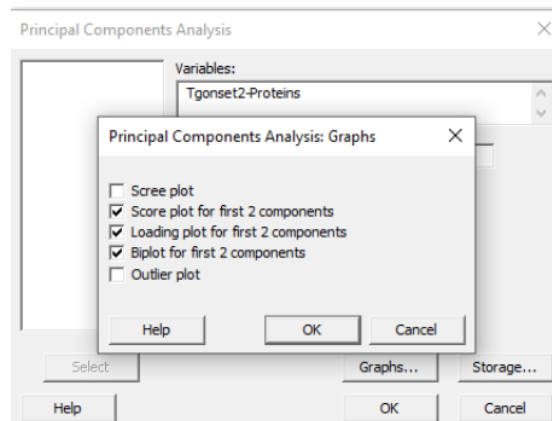 Principal Components Analysis
Variables:
Tgonset2-Proteins
Principal Components Analysis: Graphs
Scree plot
Score plot for first 2 components
Loading plot for first 2 components
Biplot for first 2 components
Outlier plot
Help OK Cancel
Select Graphs... Storage...
Help OK Cancel